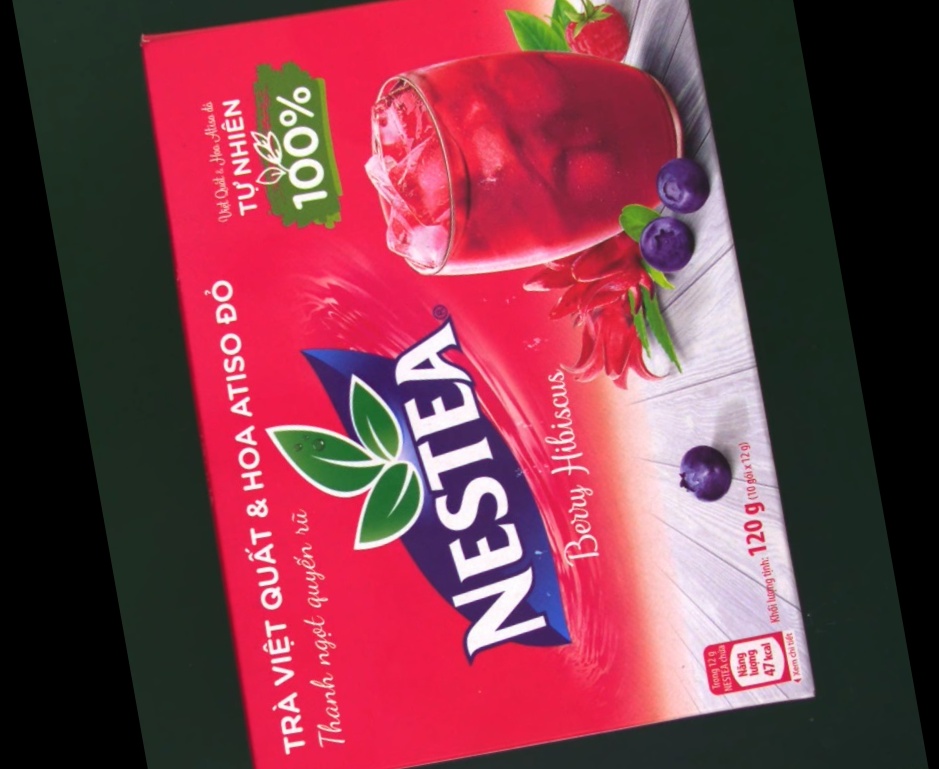 TRÀ VIỆT QUẤT & HOA ATISO ĐỎ
Thanh ngọt quyến rũ
Việt Quất & Hoa Atiso đỏ
TỰ NHIÊN
100%
NESTEA®
Berry Hibiscus
Trong 12 g
NESTEA chứa
Năng
lượng
47 kcal
Xem chi tiết
Khối lượng tịnh: 120 g (10 gói x 12 g)